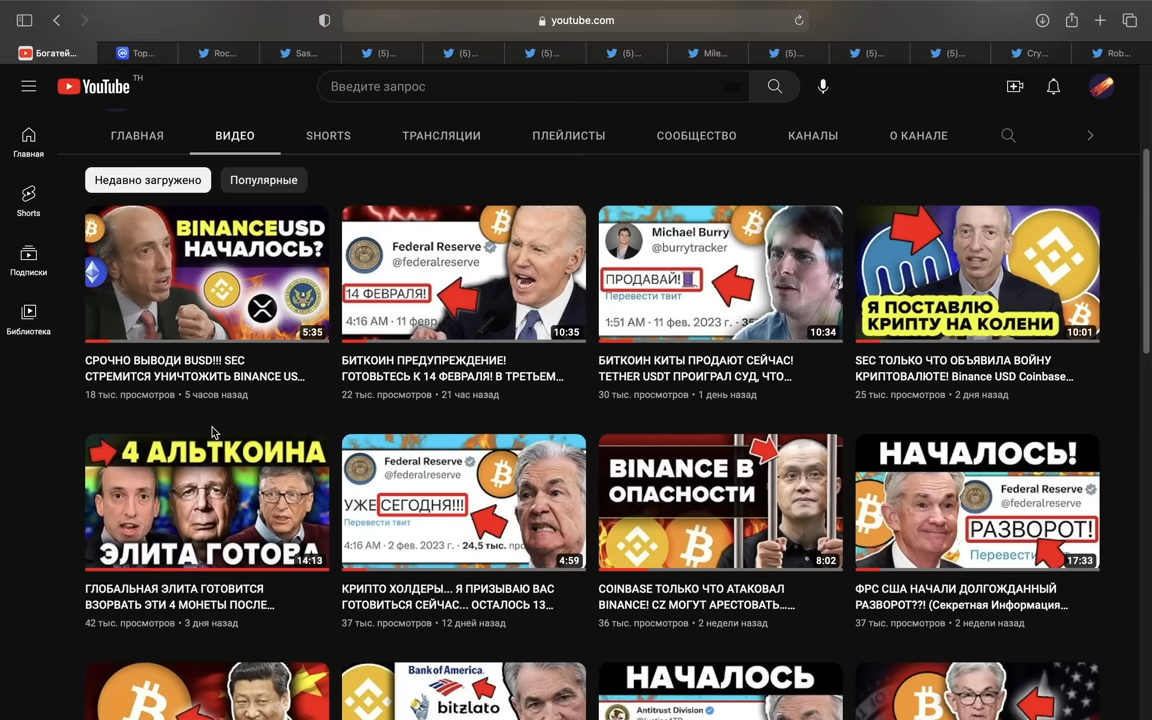 youtube.com
Богатей...
Top...
Roc...
Sas...
(5)...
(5)...
(5)...
(5)...
Mile...
(5)...
(5)...
(5)...
Cry...
Rob...
YouTube TH
Введите запрос
Главная
Shorts
Подписки
Библиотека
ГЛАВНАЯ
ВИДЕО
SHORTS
ТРАНСЛЯЦИИ
ПЛЕЙЛИСТЫ
СООБЩЕСТВО
КАНАЛЫ
О КАНАЛЕ
Недавно загружено
Популярные
BINANCEUSD
НАЧАЛОСЬ?
5:35
СРОЧНО ВЫВОДИ BUSD!!! SEC
СТРЕМИТСЯ УНИЧТОЖИТЬ BINANCE US...
18 тыс. просмотров • 5 часов назад
Federal Reserve
@federalreserve
14 ФЕВРАЛЯ!
4:16 AM · 11 февр
10:35
БИТКОИН ПРЕДУПРЕЖДЕНИЕ!
ГОТОВЬТЕСЬ К 14 ФЕВРАЛЯ! В ТРЕТЬЕМ...
22 тыс. просмотров • 21 час назад
Michael Burry
@burrytracker
ПРОДАВАЙ!
Перевести твит
1:51 AM · 11 фев. 2023 г.
10:34
БИТКОИН КИТЫ ПРОДАЮТ СЕЙЧАС!
TETHER USDT ПРОИГРАЛ СУД, ЧТО...
30 тыс. просмотров • 1 день назад
Я ПОСТАВЛЮ
КРИПТУ НА КОЛЕНИ
10:01
SEC ТОЛЬКО ЧТО ОБЪЯВИЛА ВОЙНУ
КРИПТОВАЛЮТЕ! Binance USD Coinbase...
25 тыс. просмотров • 2 дня назад
4 АЛЬТКОИНА
ЭЛИТА ГОТОВА
14:13
ГЛОБАЛЬНАЯ ЭЛИТА ГОТОВИТСЯ
ВЗОРВАТЬ ЭТИ 4 МОНЕТЫ ПОСЛЕ...
42 тыс. просмотров • 3 дня назад
Federal Reserve
@federalreserve
УЖЕ СЕГОДНЯ!!!
Перевести твит
4:16 AM · 2 фев. 2023 г. · 24,5 тыс. про
4:59
КРИПТО ХОЛДЕРЫ... Я ПРИЗЫВАЮ ВАС
ГОТОВИТЬСЯ СЕЙЧАС... ОСТАЛОСЬ 13...
37 тыс. просмотров • 12 дней назад
BINANCE В
ОПАСНОСТИ
8:02
COINBASE ТОЛЬКО ЧТО АТАКОВАЛ
BINANCE! CZ МОГУТ АРЕСТОВАТЬ......
36 тыс. просмотров • 2 недели назад
НАЧАЛОСЬ!
Federal Reserve
@federalreserve
РАЗВОРОТ!
Перевести
17:33
ФРС США НАЧАЛИ ДОЛГОЖДАННЫЙ
РАЗВОРОТ??! (Секретная Информация...
37 тыс. просмотров • 2 недели назад
Bank of America.
bitzlato
НАЧАЛОСЬ
Antitrust Division